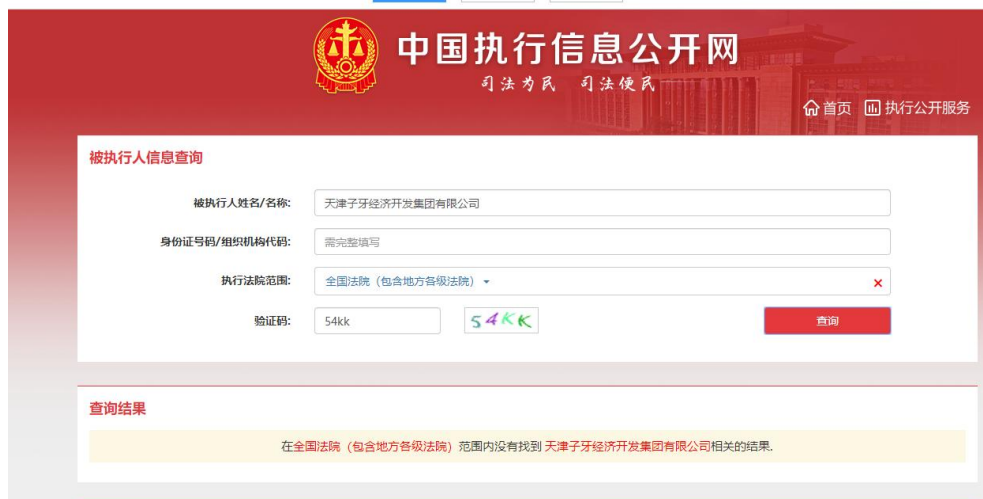 中国执行信息公开网
司法为民 司法便民
首页 执行公开服务
被执行人信息查询
被执行人姓名/名称: 天津子牙经济开发集团有限公司
身份证号码/组织机构代码: 需完整填写
执行法院范围: 全国法院（包含地方各级法院）
验证码: 54kk 54KK 查询
查询结果
在全国法院（包含地方各级法院）范围内没有找到 天津子牙经济开发集团有限公司相关的结果.